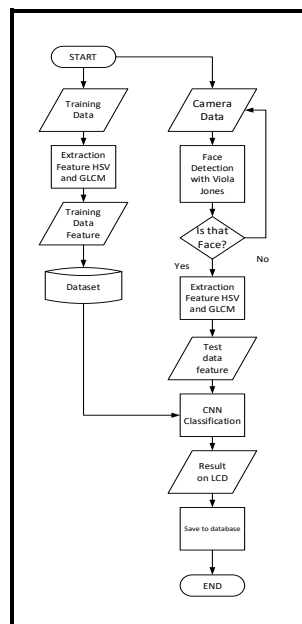 START
Training
Data
Extraction
Feature HSV
and GLCM
Training
Data
Feature
Dataset
Camera
Data
Face
Detection
with Viola
Jones
Is that
Face?
Yes
No
Extraction
Feature HSV
and GLCM
Test
data
feature
CNN
Classification
Result
on LCD
Save to database
END